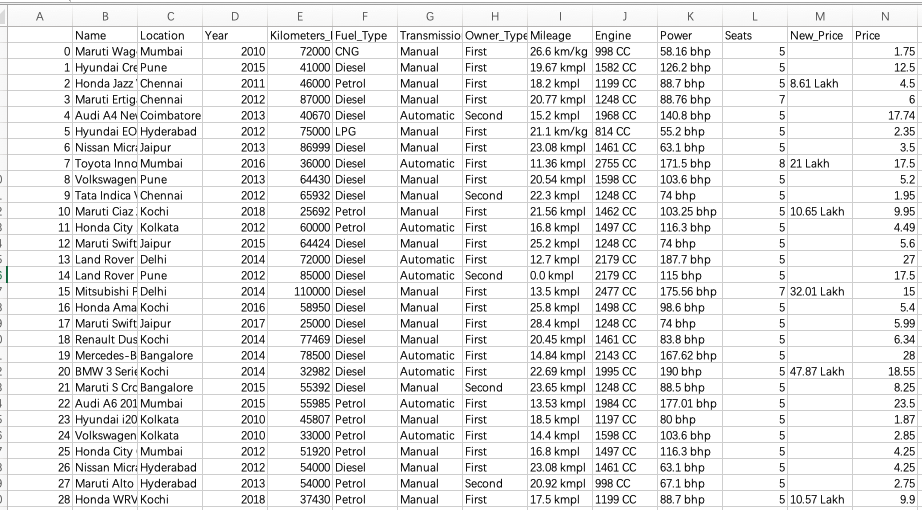 A B C D E F G H I J K L M N
Name Location Year Kilometers_ Fuel_Type Transmissio Owner_Type Mileage Engine Power Seats New_Price Price
0 Maruti Wag Mumbai 2010 72000 CNG Manual First 26.6 km/kg 998 CC 58.16 bhp 5 1.75
1 Hyundai Cre Pune 2015 41000 Diesel Manual First 19.67 kmpl 1582 CC 126.2 bhp 5 12.5
2 Honda Jazz Chennai 2011 46000 Petrol Manual First 18.2 kmpl 1199 CC 88.7 bhp 5 8.61 Lakh 4.5
3 Maruti Ertig Chennai 2012 87000 Diesel Manual First 20.77 kmpl 1248 CC 88.76 bhp 7 6
4 Audi A4 Ne Coimbatore 2013 40670 Diesel Automatic Second 15.2 kmpl 1968 CC 140.8 bhp 5 17.74
5 Hyundai EO Hyderabad 2012 75000 LPG Manual First 21.1 km/kg 814 CC 55.2 bhp 5 2.35
6 Nissan Micr Jaipur 2013 86999 Diesel Manual First 23.08 kmpl 1461 CC 63.1 bhp 5 3.5
7 Toyota Inno Mumbai 2016 36000 Diesel Automatic First 11.36 kmpl 2755 CC 171.5 bhp 8 21 Lakh 17.5
8 Volkswagen Pune 2013 64430 Diesel Manual First 20.54 kmpl 1598 CC 103.6 bhp 5 5.2
9 Tata Indica Chennai 2012 65932 Diesel Manual Second 22.3 kmpl 1248 CC 74 bhp 5 1.95
10 Maruti Ciaz Kochi 2018 25692 Petrol Manual First 21.56 kmpl 1462 CC 103.25 bhp 5 10.65 Lakh 9.95
11 Honda City Kolkata 2012 60000 Petrol Automatic First 16.8 kmpl 1497 CC 116.3 bhp 5 4.49
12 Maruti Swift Jaipur 2015 64424 Diesel Manual First 25.2 kmpl 1248 CC 74 bhp 5 5.6
13 Land Rover Delhi 2014 72000 Diesel Automatic First 12.7 kmpl 2179 CC 187.7 bhp 5 27
14 Land Rover Pune 2012 85000 Diesel Automatic Second 0.0 kmpl 2179 CC 115 bhp 5 17.5
15 Mitsubishi P Delhi 2014 110000 Diesel Manual First 13.5 kmpl 2477 CC 175.56 bhp 7 32.01 Lakh 15
16 Honda Ama Kochi 2016 58950 Diesel Manual First 25.8 kmpl 1498 CC 98.6 bhp 5 5.4
17 Maruti Swift Jaipur 2017 25000 Diesel Manual First 28.4 kmpl 1248 CC 74 bhp 5 5.99
18 Renault Dus Kochi 2014 77469 Diesel Manual First 20.45 kmpl 1461 CC 83.8 bhp 5 6.34
19 Mercedes-B Bangalore 2014 78500 Diesel Automatic First 14.84 kmpl 2143 CC 167.62 bhp 5 28
20 BMW 3 Serie Kochi 2014 32982 Diesel Automatic First 22.69 kmpl 1995 CC 190 bhp 5 47.87 Lakh 18.55
21 Maruti S Cro Bangalore 2015 55392 Diesel Manual Second 23.65 kmpl 1248 CC 88.5 bhp 5 8.25
22 Audi A6 201 Mumbai 2015 55985 Petrol Automatic First 13.53 kmpl 1984 CC 177.01 bhp 5 23.5
23 Hyundai i20 Kolkata 2010 45807 Petrol Manual First 18.5 kmpl 1197 CC 80 bhp 5 1.87
24 Volkswagen Kolkata 2010 33000 Petrol Automatic First 14.4 kmpl 1598 CC 103.6 bhp 5 2.85
25 Honda City Mumbai 2012 51920 Petrol Manual First 16.8 kmpl 1497 CC 116.3 bhp 5 4.25
26 Nissan Micr Hyderabad 2012 54000 Diesel Manual First 23.08 kmpl 1461 CC 63.1 bhp 5 4.25
27 Maruti Alto Hyderabad 2013 54000 Petrol Manual Second 20.92 kmpl 998 CC 67.1 bhp 5 2.75
28 Honda WRV Kochi 2018 37430 Petrol Manual First 17.5 kmpl 1199 CC 88.7 bhp 5 10.57 Lakh 9.9